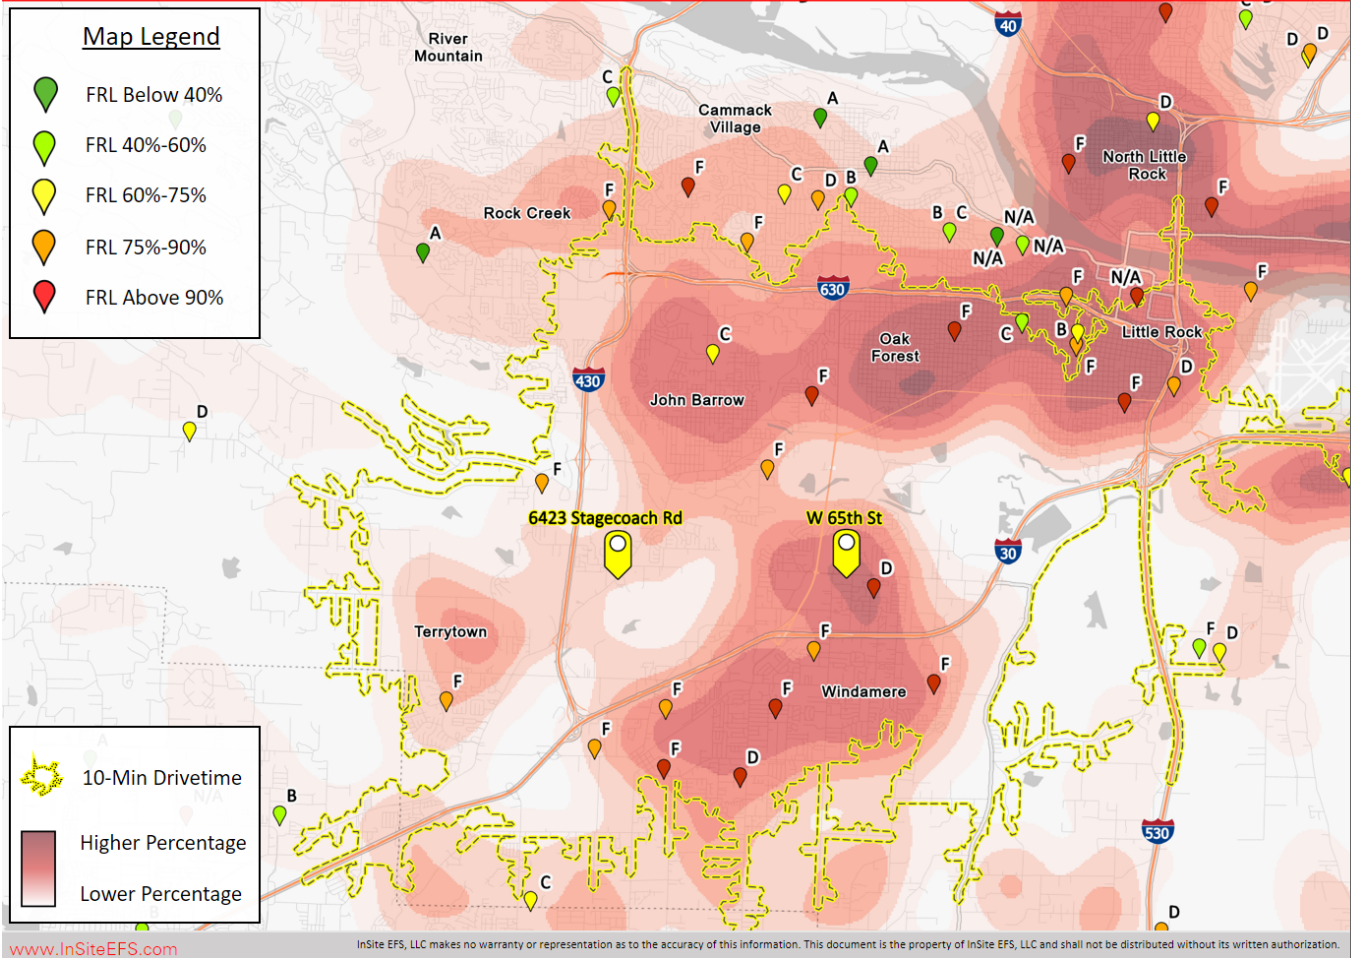 Map Legend
FRL Below 40%
FRL 40%-60%
FRL 60%-75%
FRL 75%-90%
FRL Above 90%
River
Mountain
C
40
C
D
D
D
Cammack
Village
A
A
F
C
D
B
F
North Little
Rock
F
Rock Creek
F
A
F
B
C
N/A
N/A
N/A
630
F
N/A
F
C
John Barrow
F
Oak
Forest
F
C
B
F
Little Rock
D
F
430
D
F
F
6423 Stagecoach Rd
W 65th St
30
D
Terrytown
F
F
F
Windamere
F
F
F
F
F
D
F
D
530
A
N/A
B
10-Min Drivetime
Higher Percentage
Lower Percentage
B
C
D
www.InSiteEFS.com
InSite EFS, LLC makes no warranty or representation as to the accuracy of this information. This document is the property of InSite EFS, LLC and shall not be distributed without its written authorization.